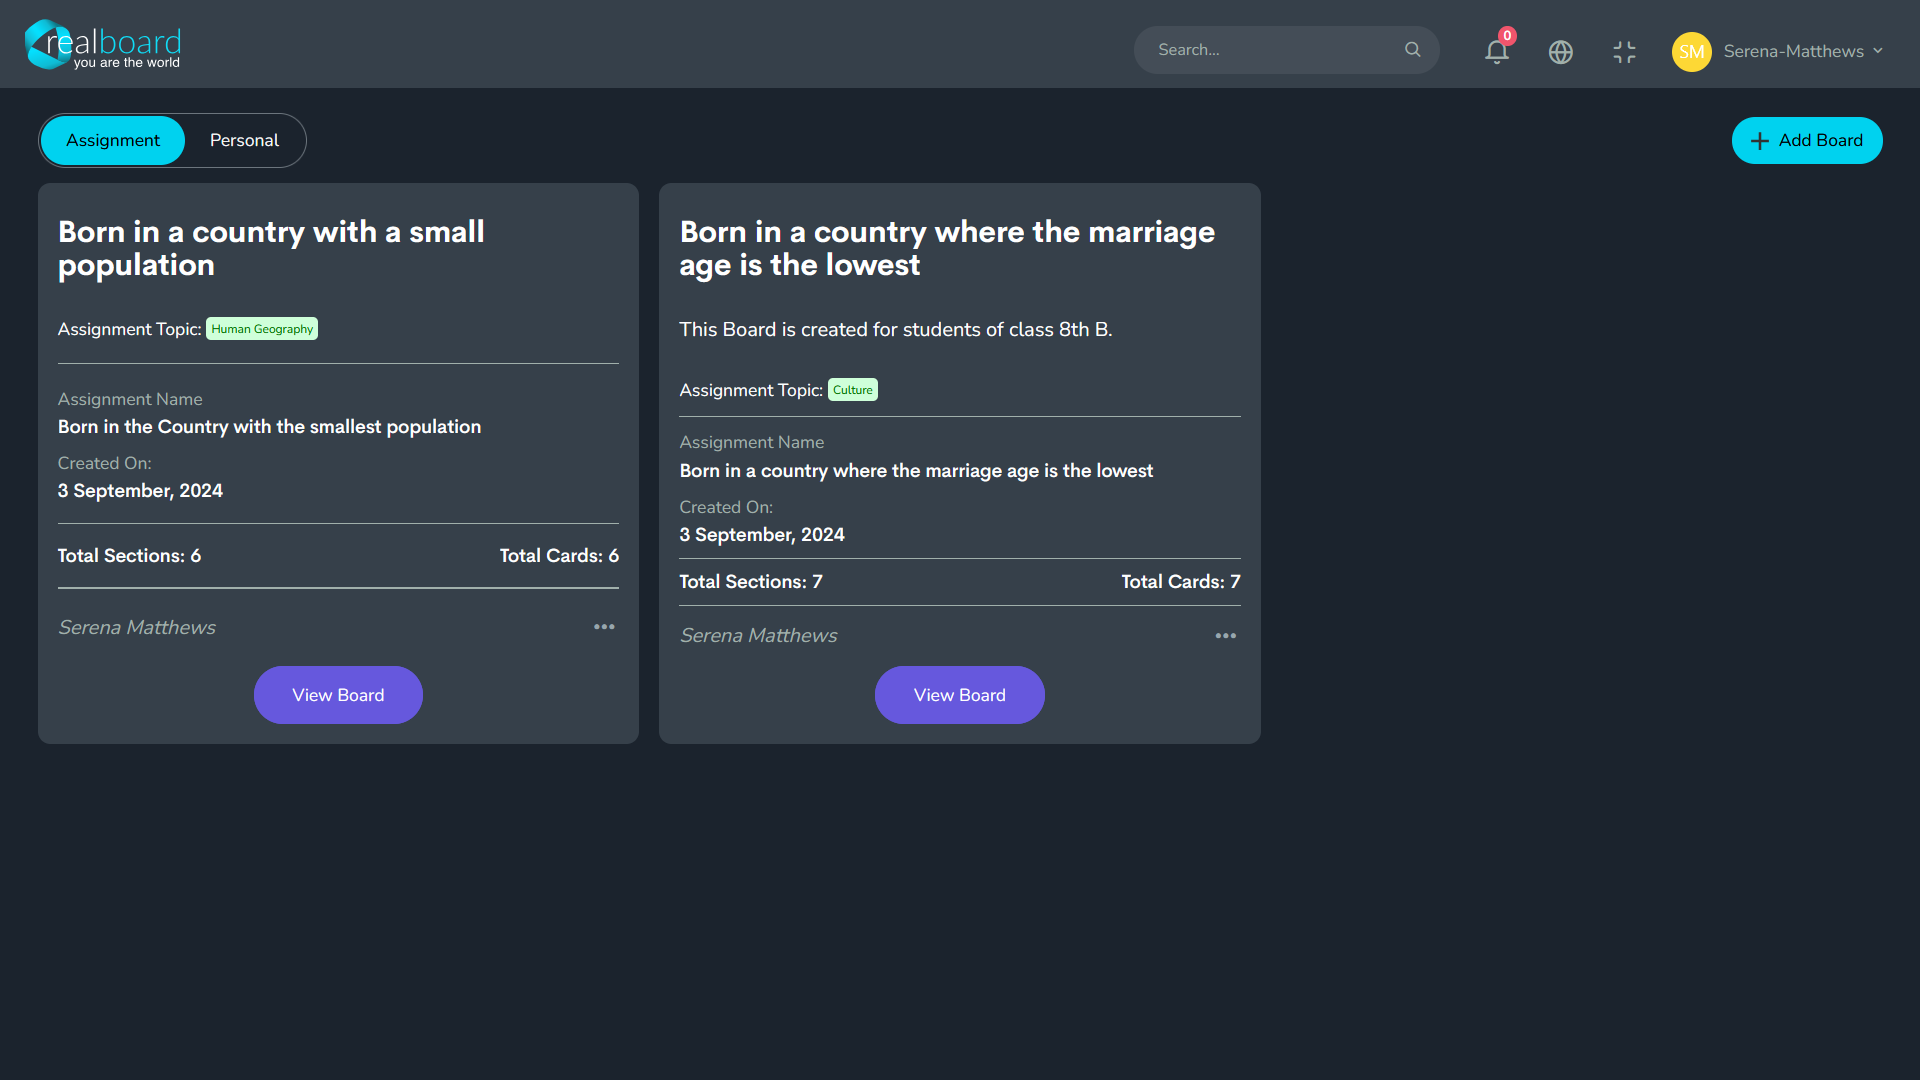 realboard
you are the world
Search...
0
SM
Serena-Matthews
Assignment
Personal
Add Board
Born in a country with a small
population
Assignment Topic: Human Geography
Assignment Name
Born in the Country with the smallest population
Created On:
3 September, 2024
Total Sections: 6
Total Cards: 6
Serena Matthews
View Board
Born in a country where the marriage
age is the lowest
This Board is created for students of class 8th B.
Assignment Topic: Culture
Assignment Name
Born in a country where the marriage age is the lowest
Created On:
3 September, 2024
Total Sections: 7
Total Cards: 7
Serena Matthews
View Board